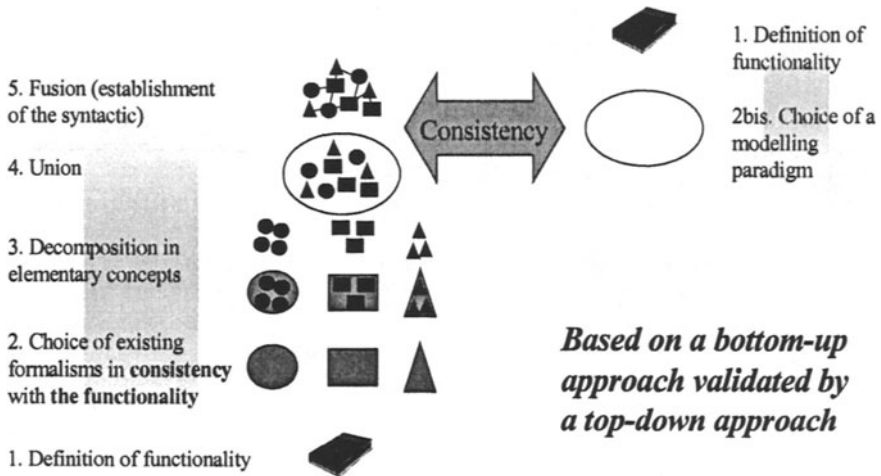 5. Fusion (establishment
of the syntactic)
4. Union
3. Decomposition in
elementary concepts
2. Choice of existing
formalisms in consistency
with the functionality
1. Definition of functionality
Consistency
1. Definition of
functionality
2bis. Choice of a
modelling
paradigm
Based on a bottom-up
approach validated by
a top-down approach